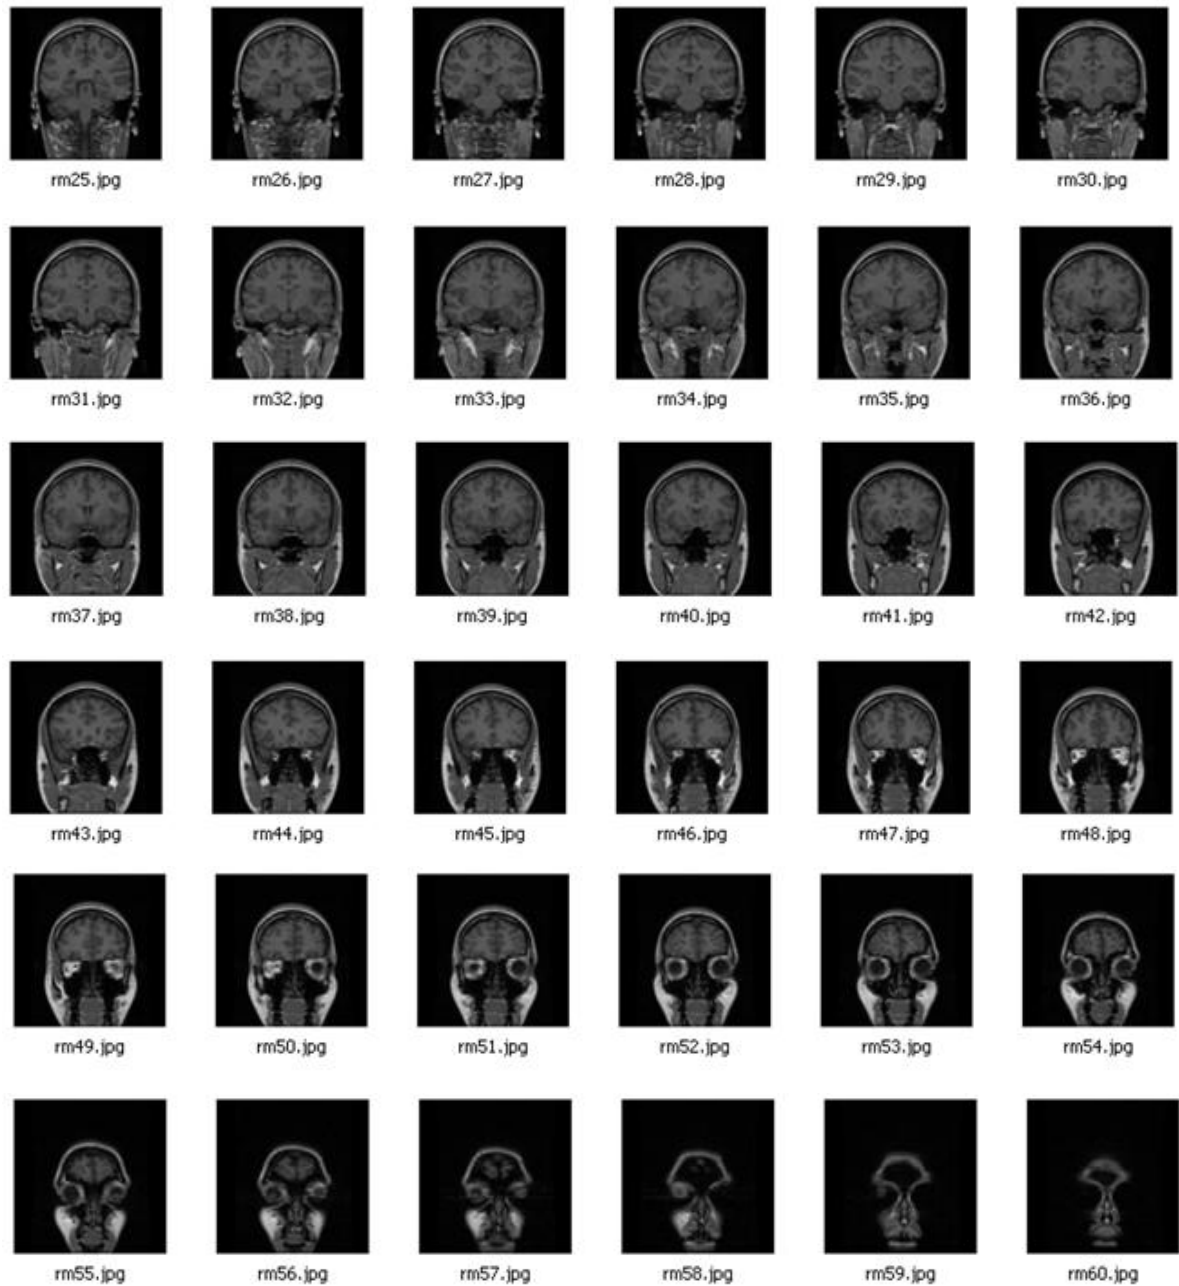 rm25.jpg rm26.jpg rm27.jpg rm28.jpg rm29.jpg rm30.jpg
rm31.jpg rm32.jpg rm33.jpg rm34.jpg rm35.jpg rm36.jpg
rm37.jpg rm38.jpg rm39.jpg rm40.jpg rm41.jpg rm42.jpg
rm43.jpg rm44.jpg rm45.jpg rm46.jpg rm47.jpg rm48.jpg
rm49.jpg rm50.jpg rm51.jpg rm52.jpg rm53.jpg rm54.jpg
rm55.jpg rm56.jpg rm57.jpg rm58.jpg rm59.jpg rm60.jpg